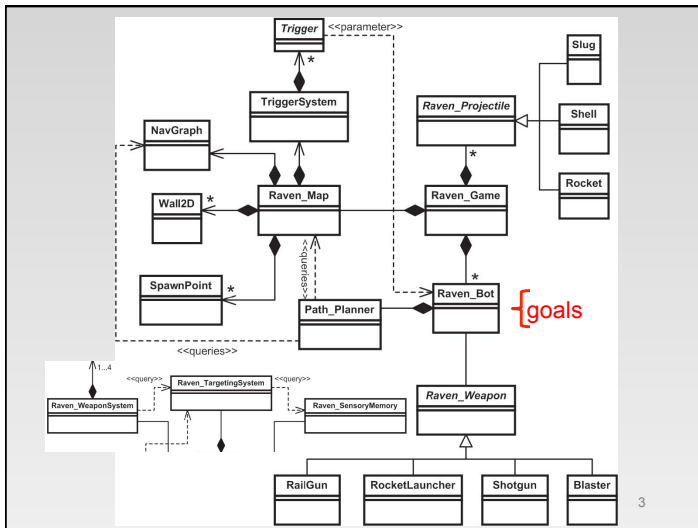 Trigger
<<parameter>>
Slug
TriggerSystem
*
Raven_Projectile
Shell
NavGraph
*
Rocket
Wall2D
*
Raven_Map
Raven_Game
<<queries>>
*
SpawnPoint
*
Path_Planner
Raven_Bot
goals
<<queries>>
1...4
<<query>>
Raven_TargetingSystem
<<query>>
Raven_WeaponSystem
Raven_SensoryMemory
Raven_Weapon
RailGun
RocketLauncher
Shotgun
Blaster
3